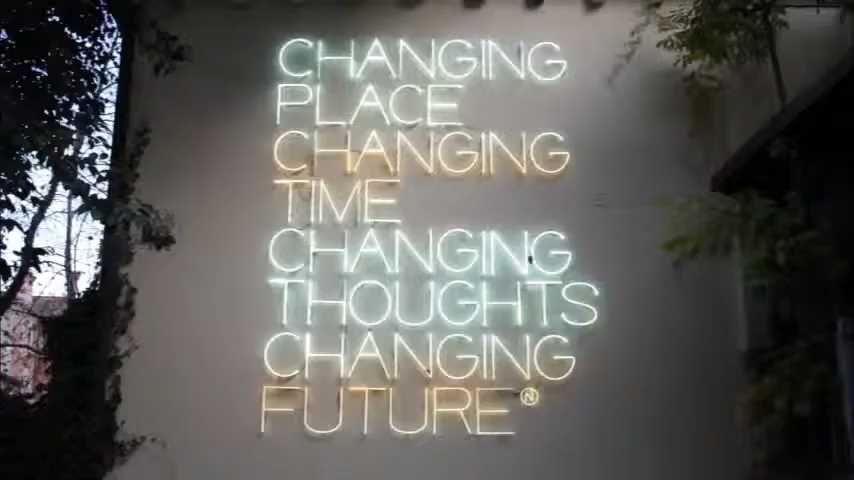 CHANGING
PLACE
CHANGING
TIME
CHANGING
THOUGHTS
CHANGING
FUTURE Ⓝ